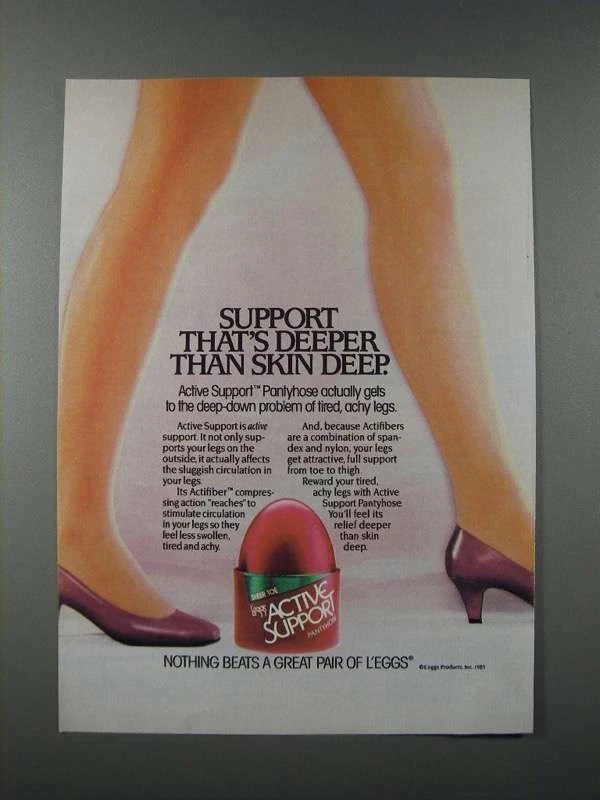 SUPPORT
THAT'S DEEPER
THAN SKIN DEEP.
Active Support™ Pantyhose actually gets
to the deep-down problem of tired, achy legs.
Active Support is active
support. It not only sup-
ports your legs on the
outside, it actually affects
the sluggish circulation in
your legs.
Its Actifiber™ compres-
sing action "reaches" to
stimulate circulation
in your legs so they
feel less swollen,
tired and achy.
And, because Actifibers
are a combination of span-
dex and nylon, your legs
get attractive, full support
from toe to thigh.
Reward your tired,
achy legs with Active
Support Pantyhose.
You'll feel its
relief deeper
than skin
deep.
SHEER TOE
L'eggs
ACTIVE
SUPPORT
PANTYHOSE
NOTHING BEATS A GREAT PAIR OF L'EGGS®
©L'eggs Products, Inc. 1981